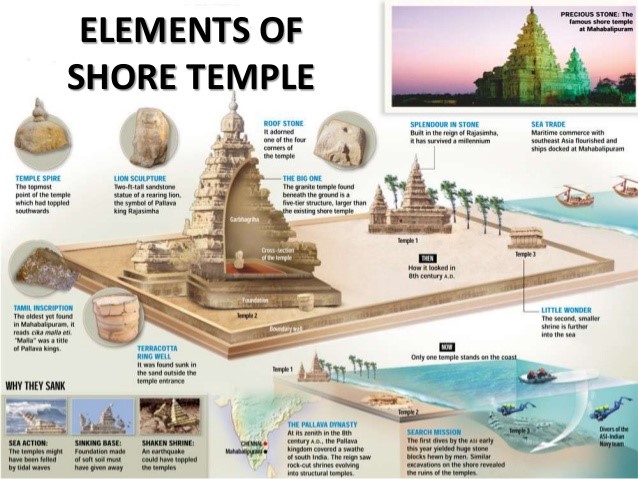 ELEMENTS OF
SHORE TEMPLE
PRECIOUS STONE: The
famous shore temple
at Mahabalipuram
TEMPLE SPIRE
The topmost
point of the temple
which had toppled
southwards
LION SCULPTURE
Two-ft-tall sandstone
statue of a rearing lion,
the symbol of Pallava
king Rajasimha
ROOF STONE
It adorned
one of the four
corners of
the temple
THE BIG ONE
The granite temple found
beneath the ground is a
five-tier structure, larger than
the existing shore temple
SPLENDOUR IN STONE
Built in the reign of Rajasimha,
it has survived a millennium
SEA TRADE
Maritime commerce with
southeast Asia flourished and
ships docked at Mahabalipuram
Garbhagriha
Cross-section
of the temple
Foundation
Temple 2
Boundary wall
Temple 1
THEN
How it looked in
8th century A.D.
Temple 3
LITTLE WONDER
The second, smaller
shrine is further
into the sea
TAMIL INSCRIPTION
The oldest yet found
in Mahabalipuram, it
reads cika malla eti.
"Malla" was a title
of Pallava kings.
TERRACOTTA
RING WELL
It was found sunk in
the sand outside the
temple entrance
NOW
Only one temple stands on the coast
Temple 1
Temple 2
Temple 3
WHY THEY SANK
SEA ACTION:
The temples might
have been felled
by tidal waves
SINKING BASE:
Foundation made
of soft soil must
have given away
SHAKEN SHRINE:
An earthquake
could have toppled
the temples
CHENNAI
Mahabalipuram
THE PALLAVA DYNASTY
At its zenith in the 8th
century A.D., the Pallava
kingdom covered a swathe
of south India. The reign saw
rock-cut shrines evolving
into structural temples.
SEARCH MISSION
The first dives by the ASI early
this year yielded huge stone
blocks hewn by men. Similar
excavations on the shore revealed
the ruins of the temples.
Divers of the
ASI-Indian
Navy team